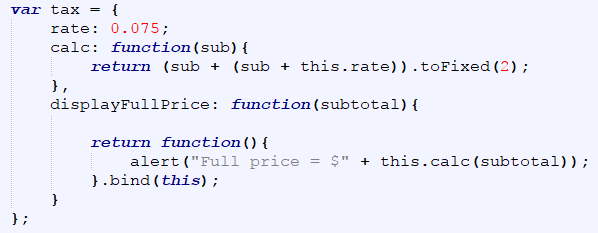 var tax = {
    rate: 0.075;
    calc: function(sub){
        return (sub + (sub + this.rate)).toFixed(2);
    },
    displayFullPrice: function(subtotal){

        return function(){
            alert("Full price = $" + this.calc(subtotal));
        }.bind(this);
    }
};